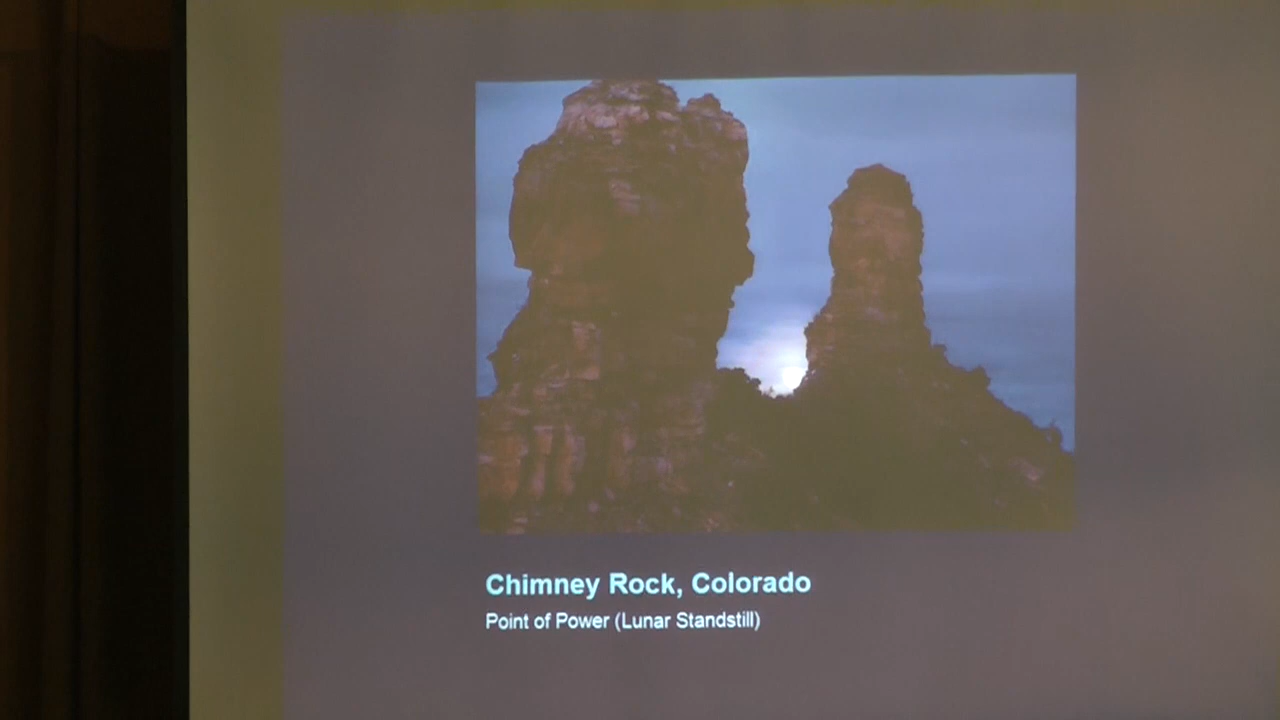 Chimney Rock, Colorado
Point of Power (Lunar Standstill)